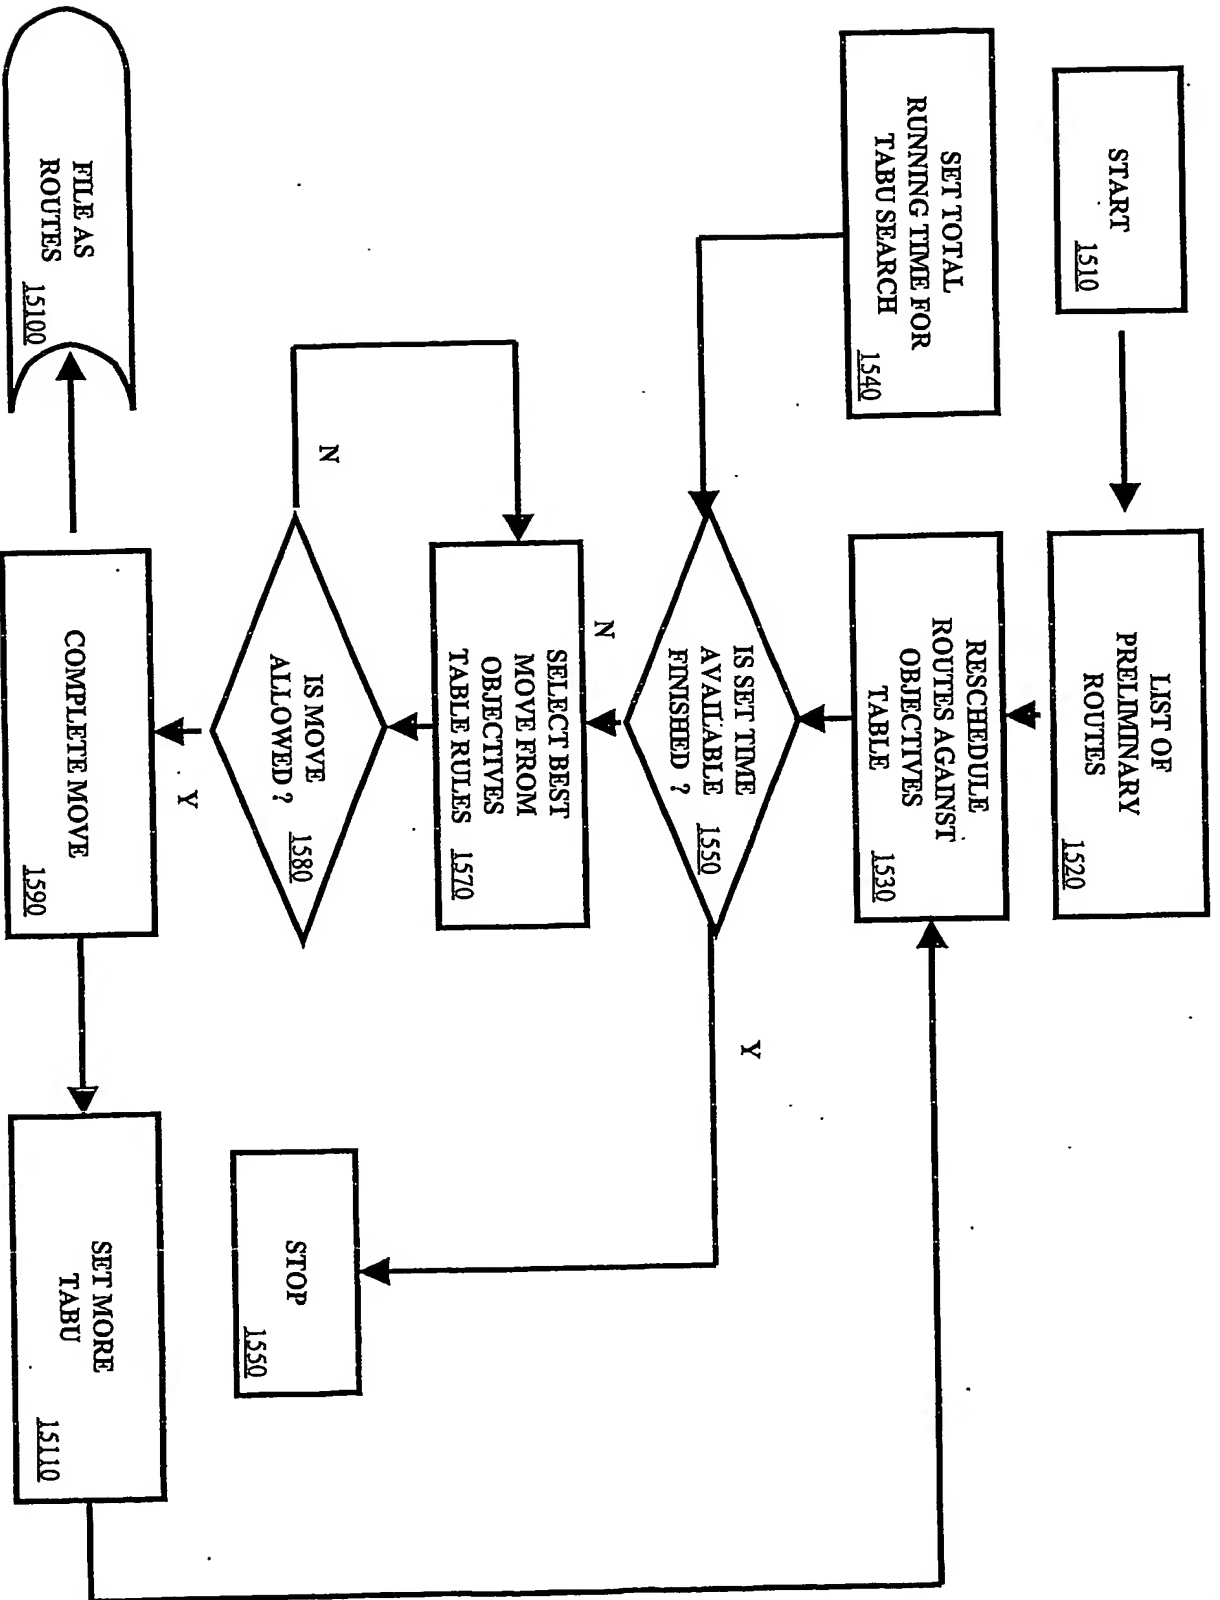 START
1510
LIST OF
PRELIMINARY
ROUTES
1520
SET TOTAL
RUNNING TIME FOR
TABU SEARCH
1540
RESCHEDULE
ROUTES AGAINST
OBJECTIVES
TABLE
1530
IS SET TIME
AVAILABLE
FINISHED ?
1550
Y
N
SELECT BEST
MOVE FROM
OBJECTIVES
TABLE RULES
1570
N
IS MOVE
ALLOWED ?
1580
STOP
1550
Y
FILE AS
ROUTES
15100
COMPLETE MOVE
1590
SET MORE
TABU
15110